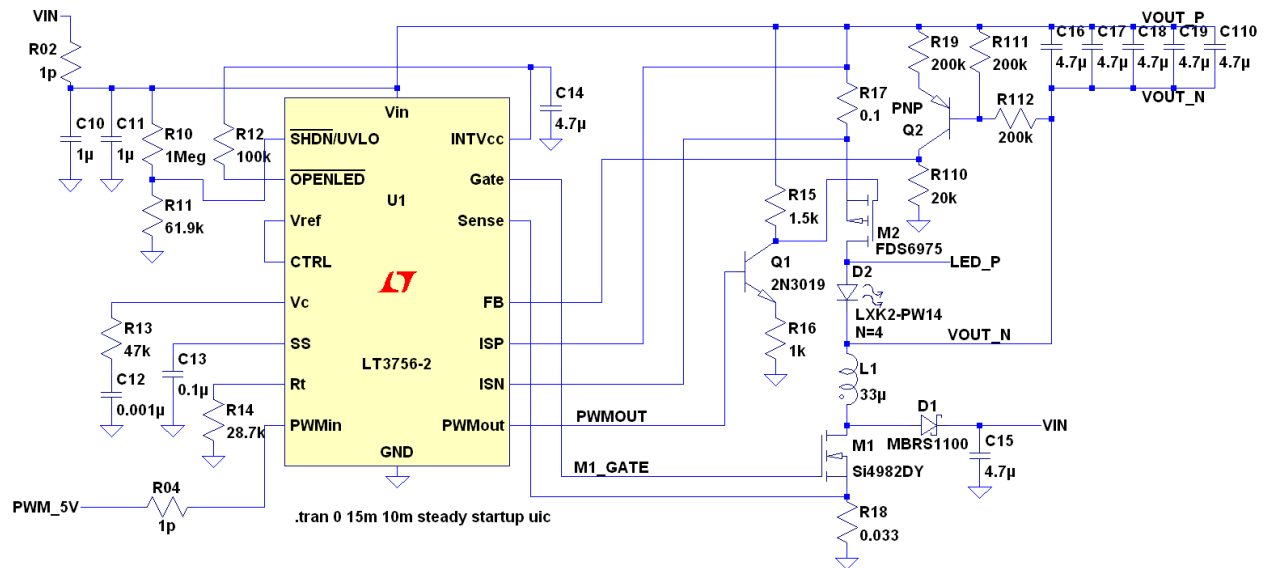 VIN
R02
1p
C10
1µ
C11
1µ
R10
1Meg
R11
61.9k
R12
100k
C14
4.7µ
Vin
SHDN/UVLO
OPENLED
Vref
CTRL
Vc
SS
Rt
PWMin
INTVcc
Gate
Sense
FB
ISP
ISN
PWMout
GND
U1
LT3756-2
R13
47k
C12
0.001µ
C13
0.1µ
R14
28.7k
PWM_5V
R04
1p
.tran 0 15m 10m steady startup uic
PWMOUT
M1_GATE
R15
1.5k
Q1
2N3019
R16
1k
R17
0.1
R19
200k
R111
200k
PNP
Q2
R112
200k
R110
20k
M2
FDS6975
LED_P
D2
LXK2-PW14
N=4
VOUT_N
L1
33µ
D1
MBRS1100
VIN
C15
4.7µ
M1
Si4982DY
R18
0.033
VOUT_P
C16
4.7µ
C17
4.7µ
C18
4.7µ
C19
4.7µ
C110
4.7µ
VOUT_N